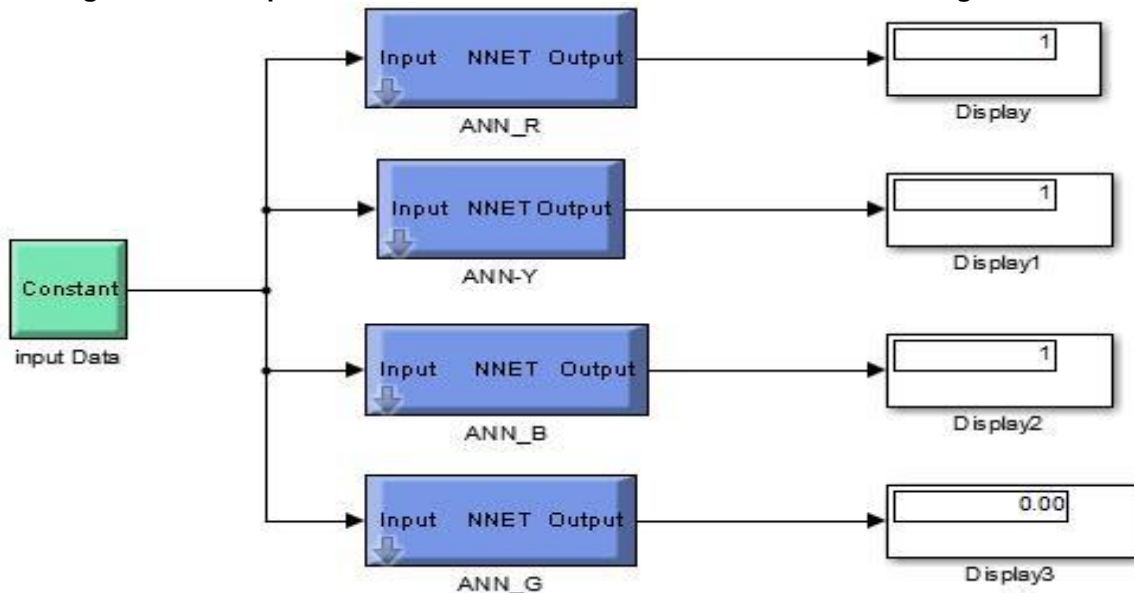 Input NNET Output
ANN_R
1
Display
Input NNET Output
ANN-Y
1
Display1
Constant
input Data
Input NNET Output
ANN_B
1
Display2
Input NNET Output
ANN_G
0.00
Display3